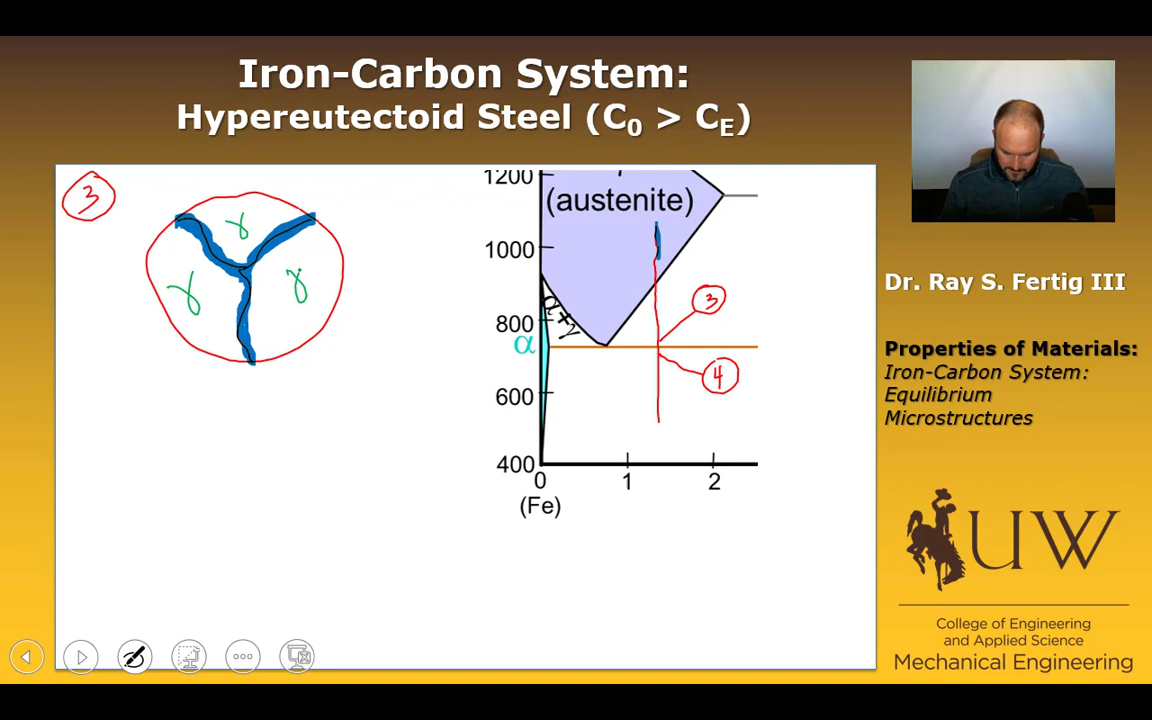 Iron-Carbon System:
Hypereutectoid Steel (C0 > CE)
3
γ
γ
γ
1200
(austenite)
1000
α + γ
800
3
α
4
600
400
0
1
2
(Fe)
Dr. Ray S. Fertig III
Properties of Materials:
Iron-Carbon System:
Equilibrium
Microstructures
UW
College of Engineering
and Applied Science
Mechanical Engineering